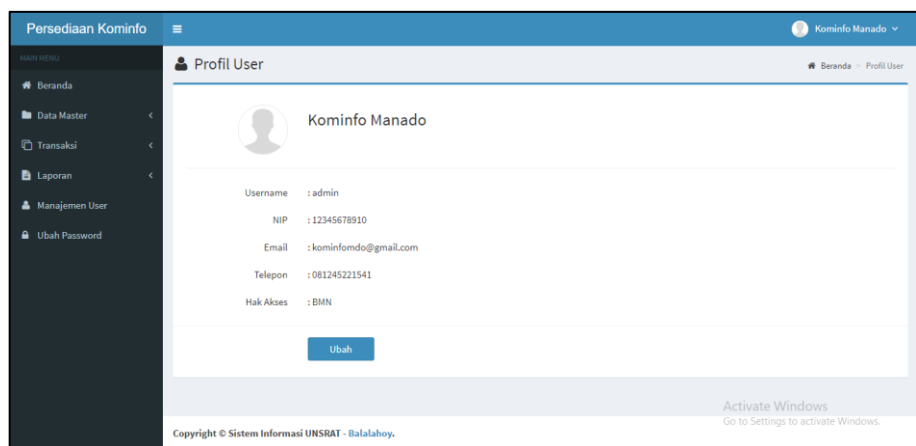 Persediaan Kominfo
Kominfo Manado
MAIN MENU
Beranda
Data Master
Transaksi
Laporan
Manajemen User
Ubah Password
Profil User
Beranda > Profil User
Kominfo Manado
Username : admin
NIP : 12345678910
Email : kominfomdo@gmail.com
Telepon : 081245221541
Hak Akses : BMN
Ubah
Activate Windows
Go to Settings to activate Windows.
Copyright © Sistem Informasi UNSRAT - Balalahoy.